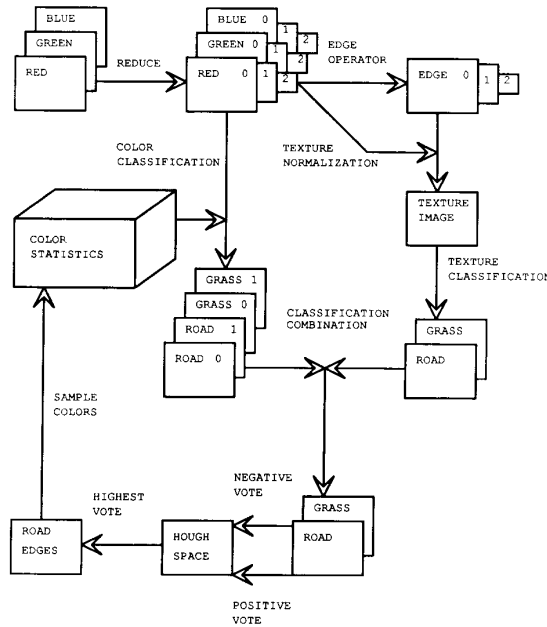 BLUE
GREEN
RED
REDUCE
BLUE 0
1
2
GREEN 0
1
2
RED 0
1
2
EDGE
OPERATOR
EDGE 0
1
2
COLOR
CLASSIFICATION
TEXTURE
NORMALIZATION
TEXTURE
IMAGE
COLOR
STATISTICS
TEXTURE
CLASSIFICATION
GRASS 1
GRASS 0
ROAD 1
ROAD 0
CLASSIFICATION
COMBINATION
GRASS
ROAD
SAMPLE
COLORS
NEGATIVE
VOTE
HIGHEST
VOTE
GRASS
ROAD
HOUGH
SPACE
ROAD
EDGES
POSITIVE
VOTE